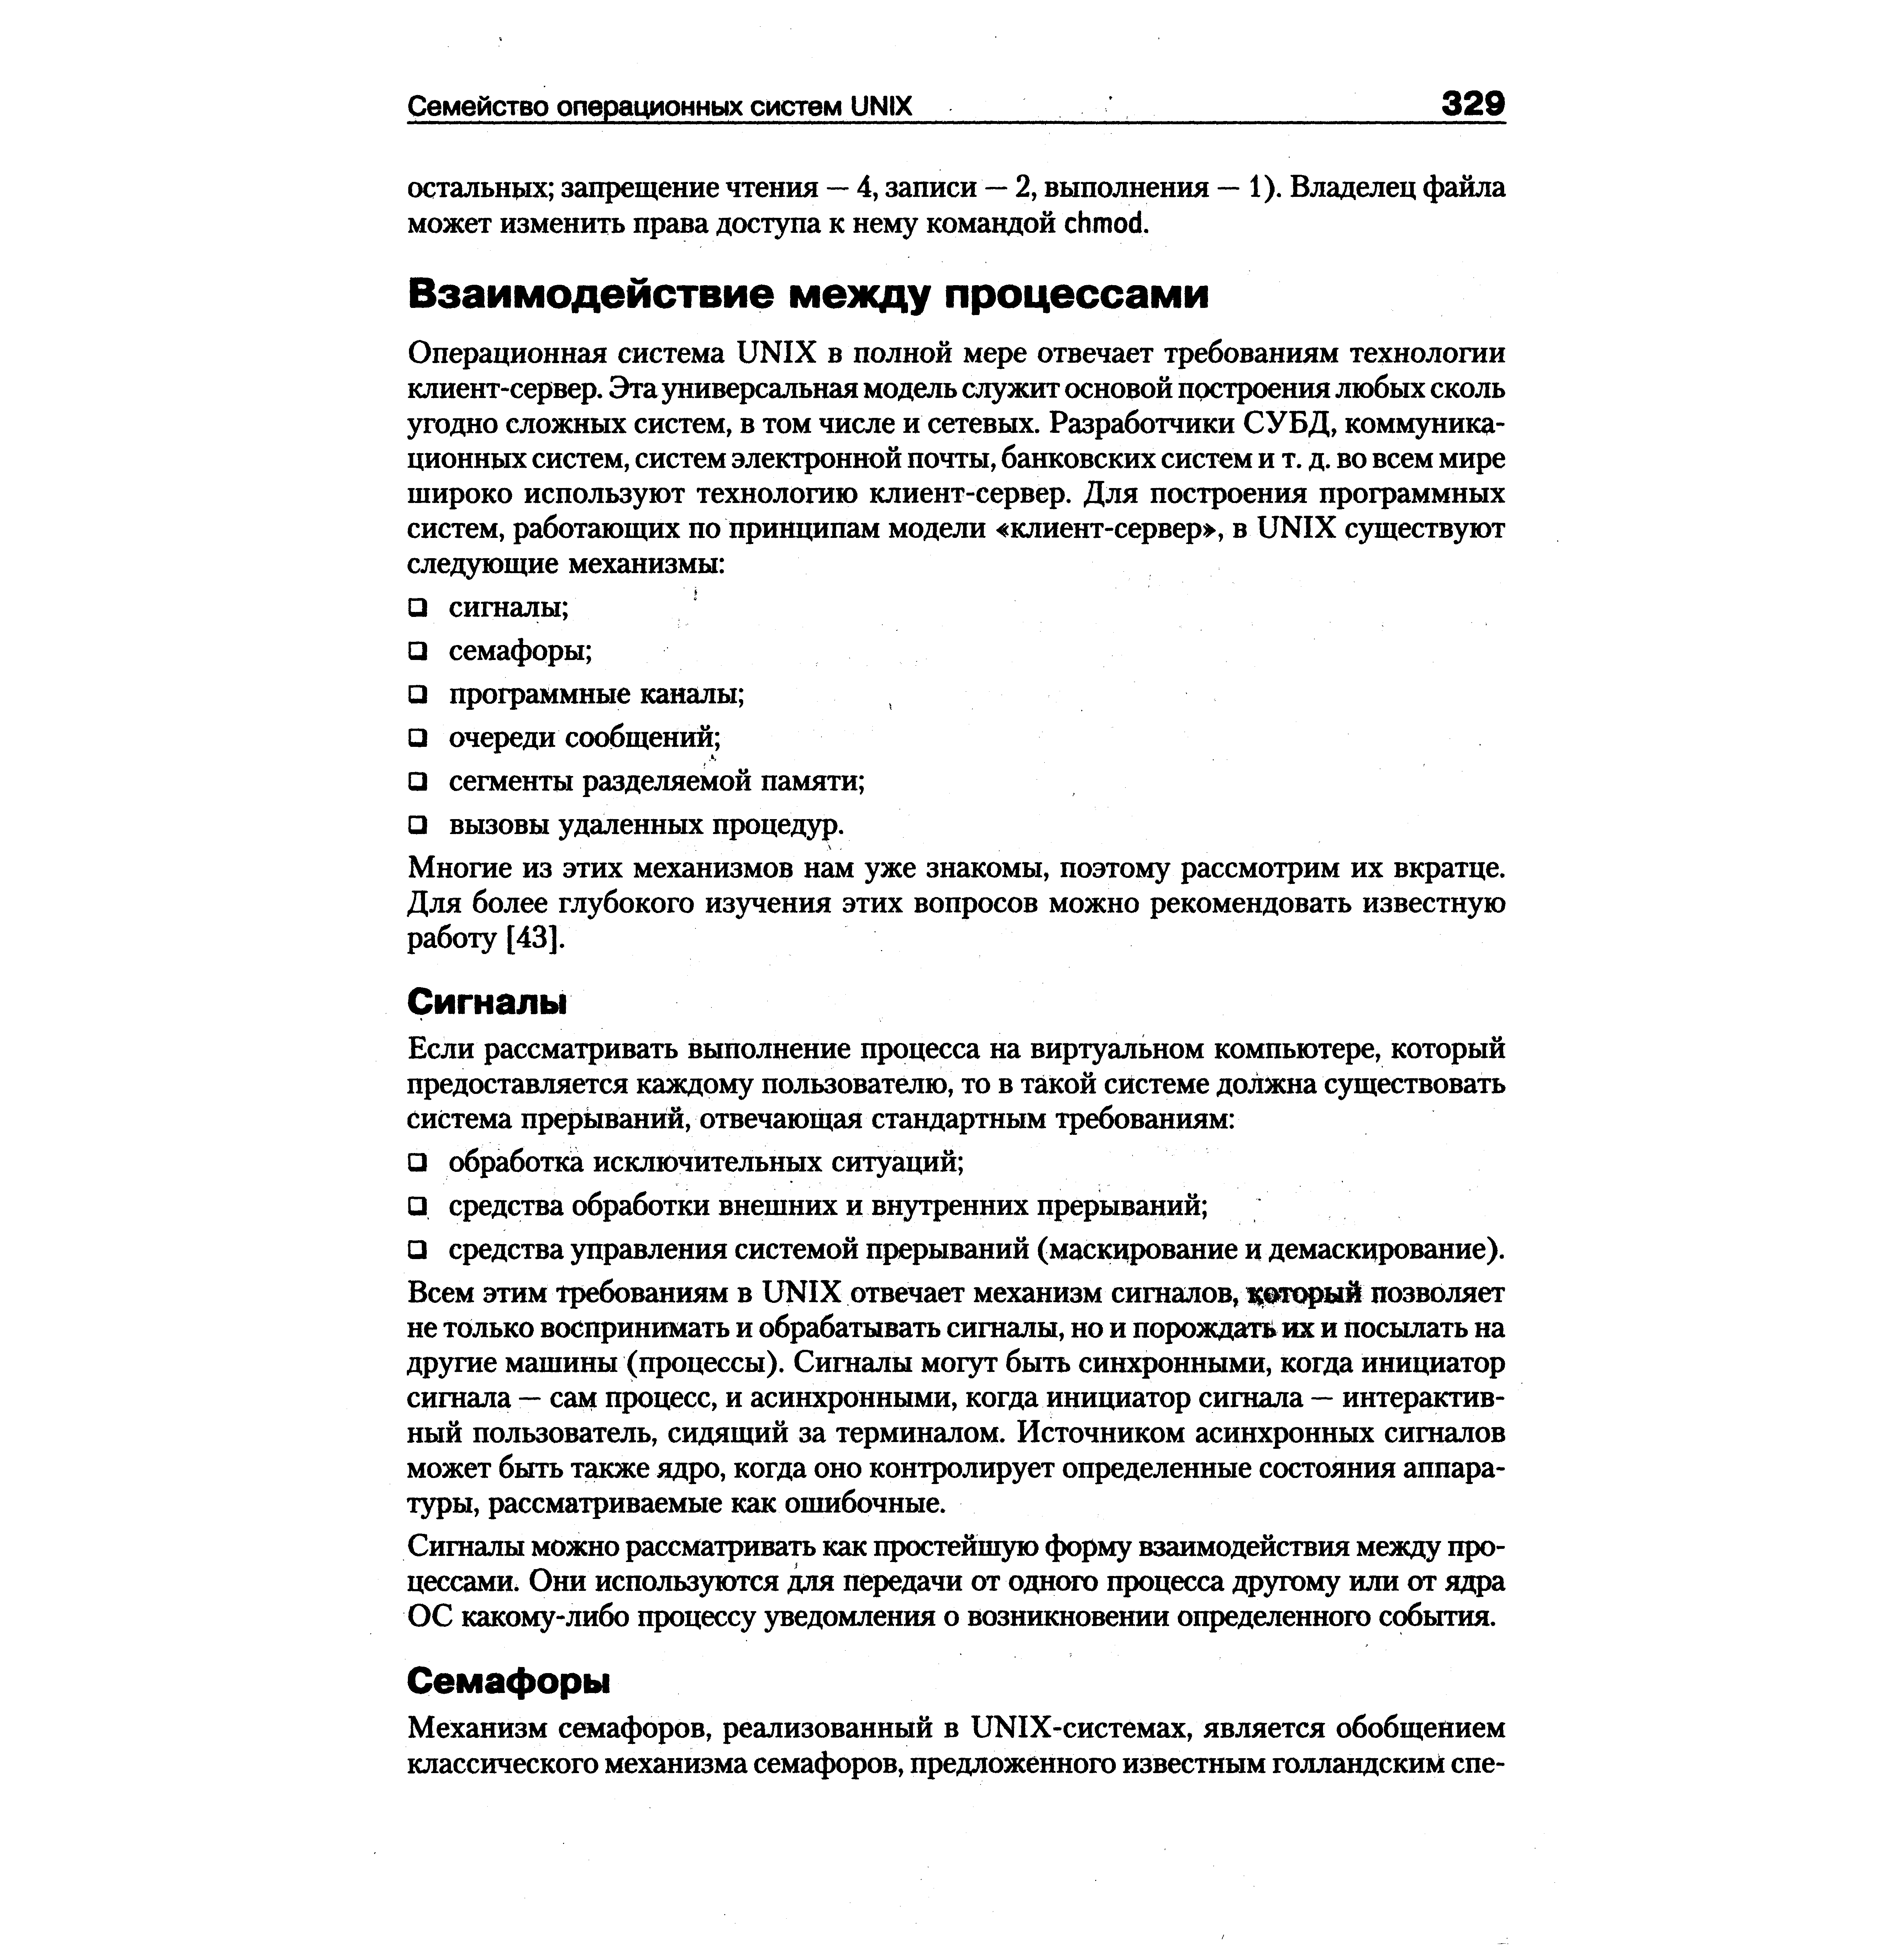 Семейство операционных систем UNIX 329
остальных; запрещение чтения — 4, записи — 2, выполнения — 1). Владелец файла
может изменить права доступа к нему командой chmod.
Взаимодействие между процессами
Операционная система UNIX в полной мере отвечает требованиям технологии
клиент-сервер. Эта универсальная модель служит основой построения любых сколь
угодно сложных систем, в том числе и сетевых. Разработчики СУБД, коммуника-
ционных систем, систем электронной почты, банковских систем и т. д. во всем мире
широко используют технологию клиент-сервер. Для построения программных
систем, работающих по принципам модели «клиент-сервер», в UNIX существуют
следующие механизмы:
❑ сигналы;
❑ семафоры;
❑ программные каналы;
❑ очереди сообщений;
❑ сегменты разделяемой памяти;
❑ вызовы удаленных процедур.
Многие из этих механизмов нам уже знакомы, поэтому рассмотрим их вкратце.
Для более глубокого изучения этих вопросов можно рекомендовать известную
работу [43].
Сигналы
Если рассматривать выполнение процесса на виртуальном компьютере, который
предоставляется каждому пользователю, то в такой системе должна существовать
система прерываний, отвечающая стандартным требованиям:
❑ обработка исключительных ситуаций;
❑ средства обработки внешних и внутренних прерываний;
❑ средства управления системой прерываний (маскирование и демаскирование).
Всем этим требованиям в UNIX отвечает механизм сигналов, который позволяет
не только воспринимать и обрабатывать сигналы, но и порождать их и посылать на
другие машины (процессы). Сигналы могут быть синхронными, когда инициатор
сигнала — сам процесс, и асинхронными, когда инициатор сигнала — интерактив-
ный пользователь, сидящий за терминалом. Источником асинхронных сигналов
может быть также ядро, когда оно контролирует определенные состояния аппара-
туры, рассматриваемые как ошибочные.
Сигналы можно рассматривать как простейшую форму взаимодействия между про-
цессами. Они используются для передачи от одного процесса другому или от ядра
ОС какому-либо процессу уведомления о возникновении определенного события.
Семафоры
Механизм семафоров, реализованный в UNIX-системах, является обобщением
классического механизма семафоров, предложенного известным голландским спе-